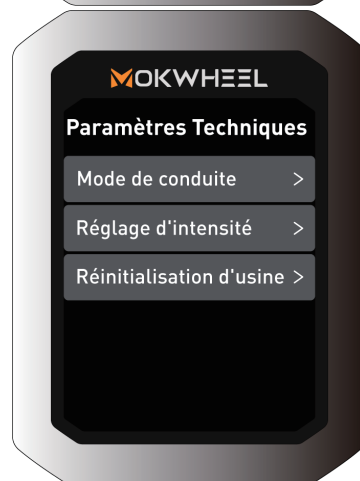 MOKWHEEL
Paramètres Techniques
Mode de conduite >
Réglage d'intensité >
Réinitialisation d'usine >